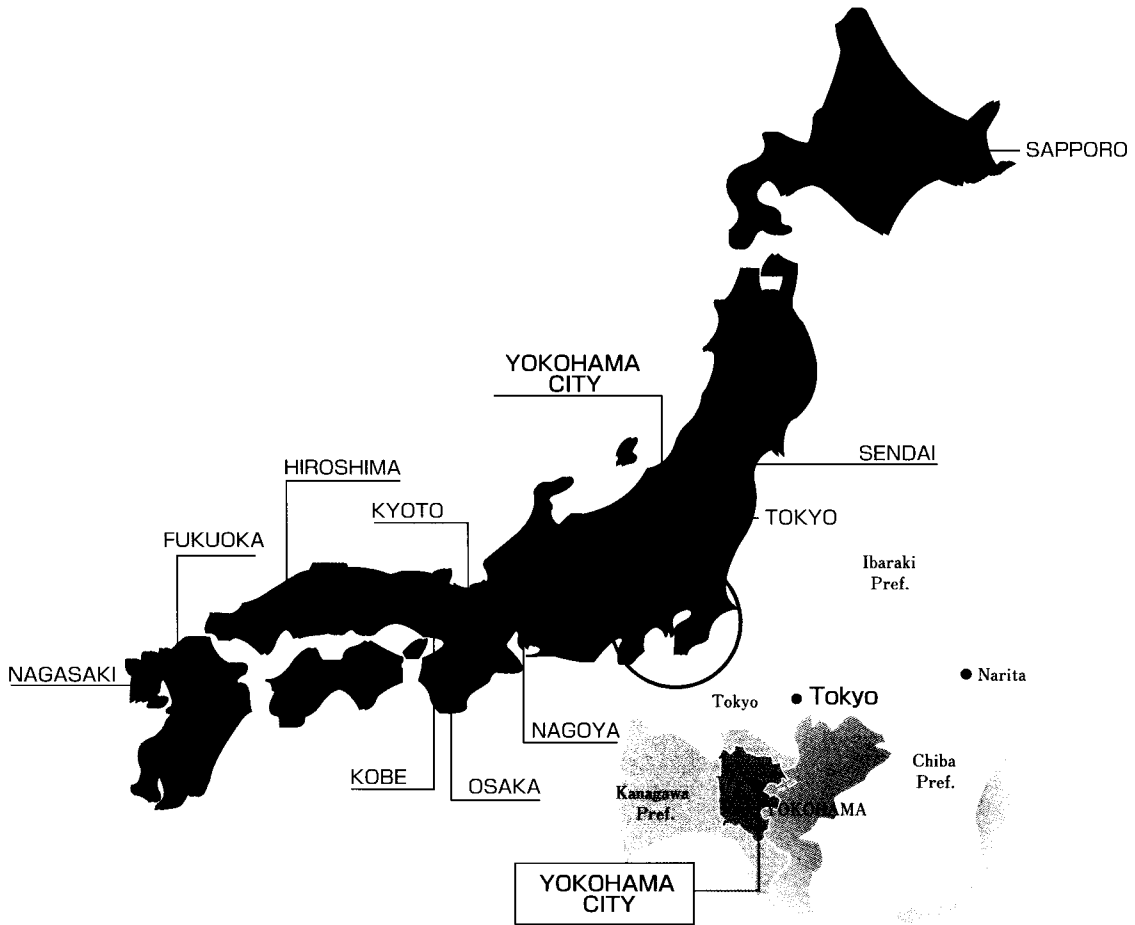 SAPPORO
YOKOHAMA
CITY
SENDAI
HIROSHIMA
KYOTO
TOKYO
FUKUOKA
Ibaraki
Pref.
NAGASAKI
Narita
Tokyo
Tokyo
NAGOYA
Chiba
Pref.
KOBE
OSAKA
Kanagawa
Pref.
YOKOHAMA
YOKOHAMA
CITY